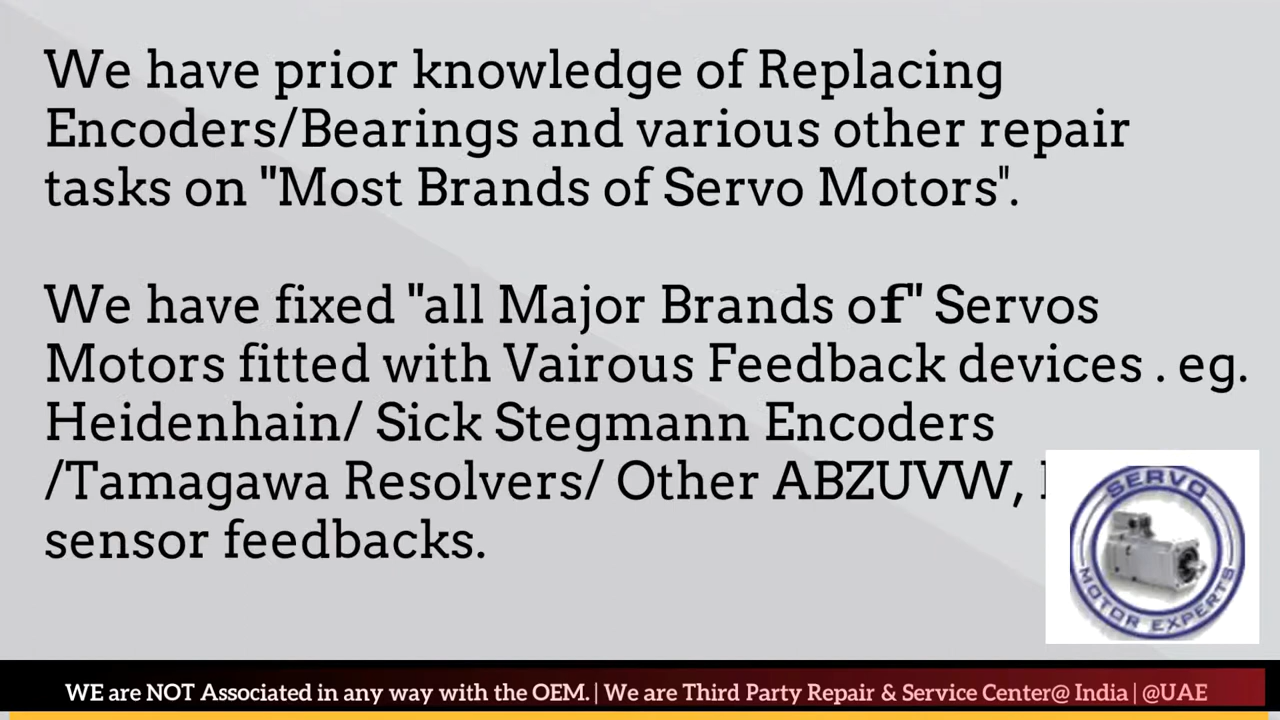 We have prior knowledge of Replacing
Encoders/Bearings and various other repair
tasks on "Most Brands of Servo Motors".
We have fixed "all Major Brands of" Servos
Motors fitted with Vairous Feedback devices . eg.
Heidenhain/ Sick Stegmann Encoders
/Tamagawa Resolvers/ Other ABZUVW,
sensor feedbacks.
SERVO
MOTOR EXPERTS
WE are NOT Associated in any way with the OEM. | We are Third Party Repair & Service Center@ India | @UAE